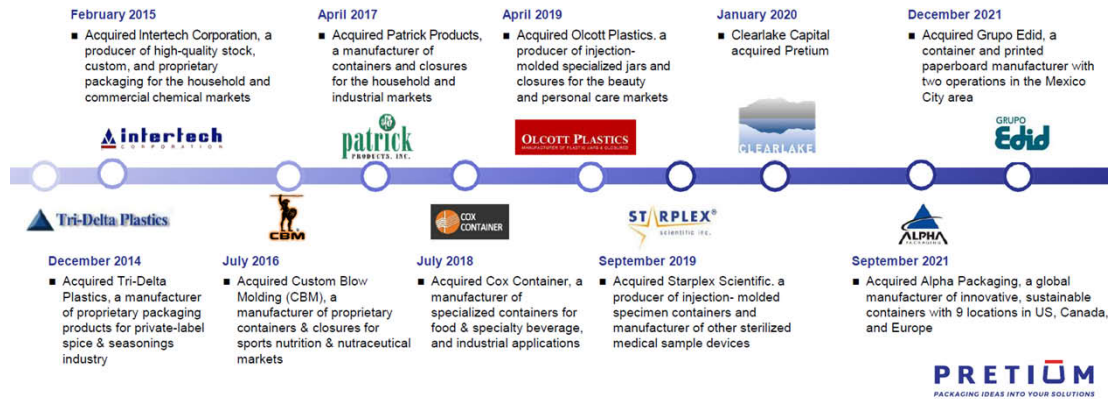 February 2015
■ Acquired Intertech Corporation, a
producer of high-quality stock,
custom, and proprietary
packaging for the household and
commercial chemical markets
April 2017
■ Acquired Patrick Products,
a manufacturer of
containers and closures
for the household and
industrial markets
April 2019
■ Acquired Olcott Plastics. a
producer of injection-
molded specialized jars and
closures for the beauty
and personal care markets
January 2020
■ Clearlake Capital
acquired Pretium
December 2021
■ Acquired Grupo Edid, a
container and printed
paperboard manufacturer with
two operations in the Mexico
City area
intertech
CORPORATION
patrick
PRODUCTS, INC.
OLCOTT PLASTICS
MANUFACTURER OF PLASTIC JARS & CLOSURES
CLEARLAKE
GRUPO
Edid
Tri-Delta Plastics
CBM
COX
CONTAINER
STARPLEX®
scientific inc.
ALPHA
PACKAGING
December 2014
■ Acquired Tri-Delta
Plastics, a manufacturer
of proprietary packaging
products for private-label
spice & seasonings
industry
July 2016
■ Acquired Custom Blow
Molding (CBM), a
manufacturer of proprietary
containers & closures for
sports nutrition & nutraceutical
markets
July 2018
■ Acquired Cox Container, a
manufacturer of
specialized containers for
food & specialty beverage,
and industrial applications
September 2019
■ Acquired Starplex Scientific. a
producer of injection- molded
specimen containers and
manufacturer of other sterilized
medical sample devices
September 2021
■ Acquired Alpha Packaging, a global
manufacturer of innovative, sustainable
containers with 9 locations in US, Canada,
and Europe
PRETIUM
PACKAGING IDEAS INTO YOUR SOLUTIONS